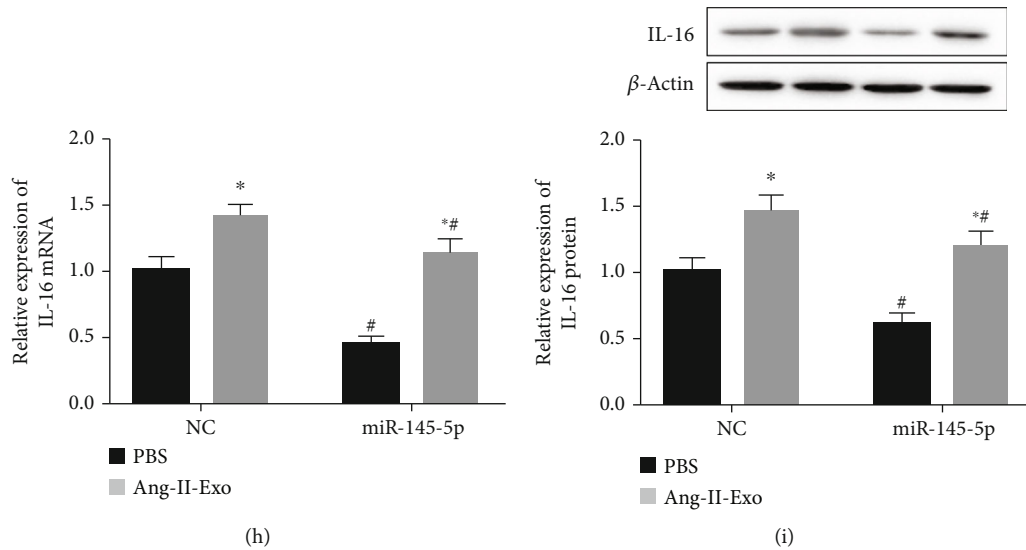 IL-16
β-Actin
Relative expression of
IL-16 mRNA
2.0
1.5
1.0
0.5
0.0
*
#
*#
NC
miR-145-5p
PBS
Ang-II-Exo
(h)
Relative expression of
IL-16 protein
2.0
1.5
1.0
0.5
0.0
*
#
*#
NC
miR-145-5p
PBS
Ang-II-Exo
(i)